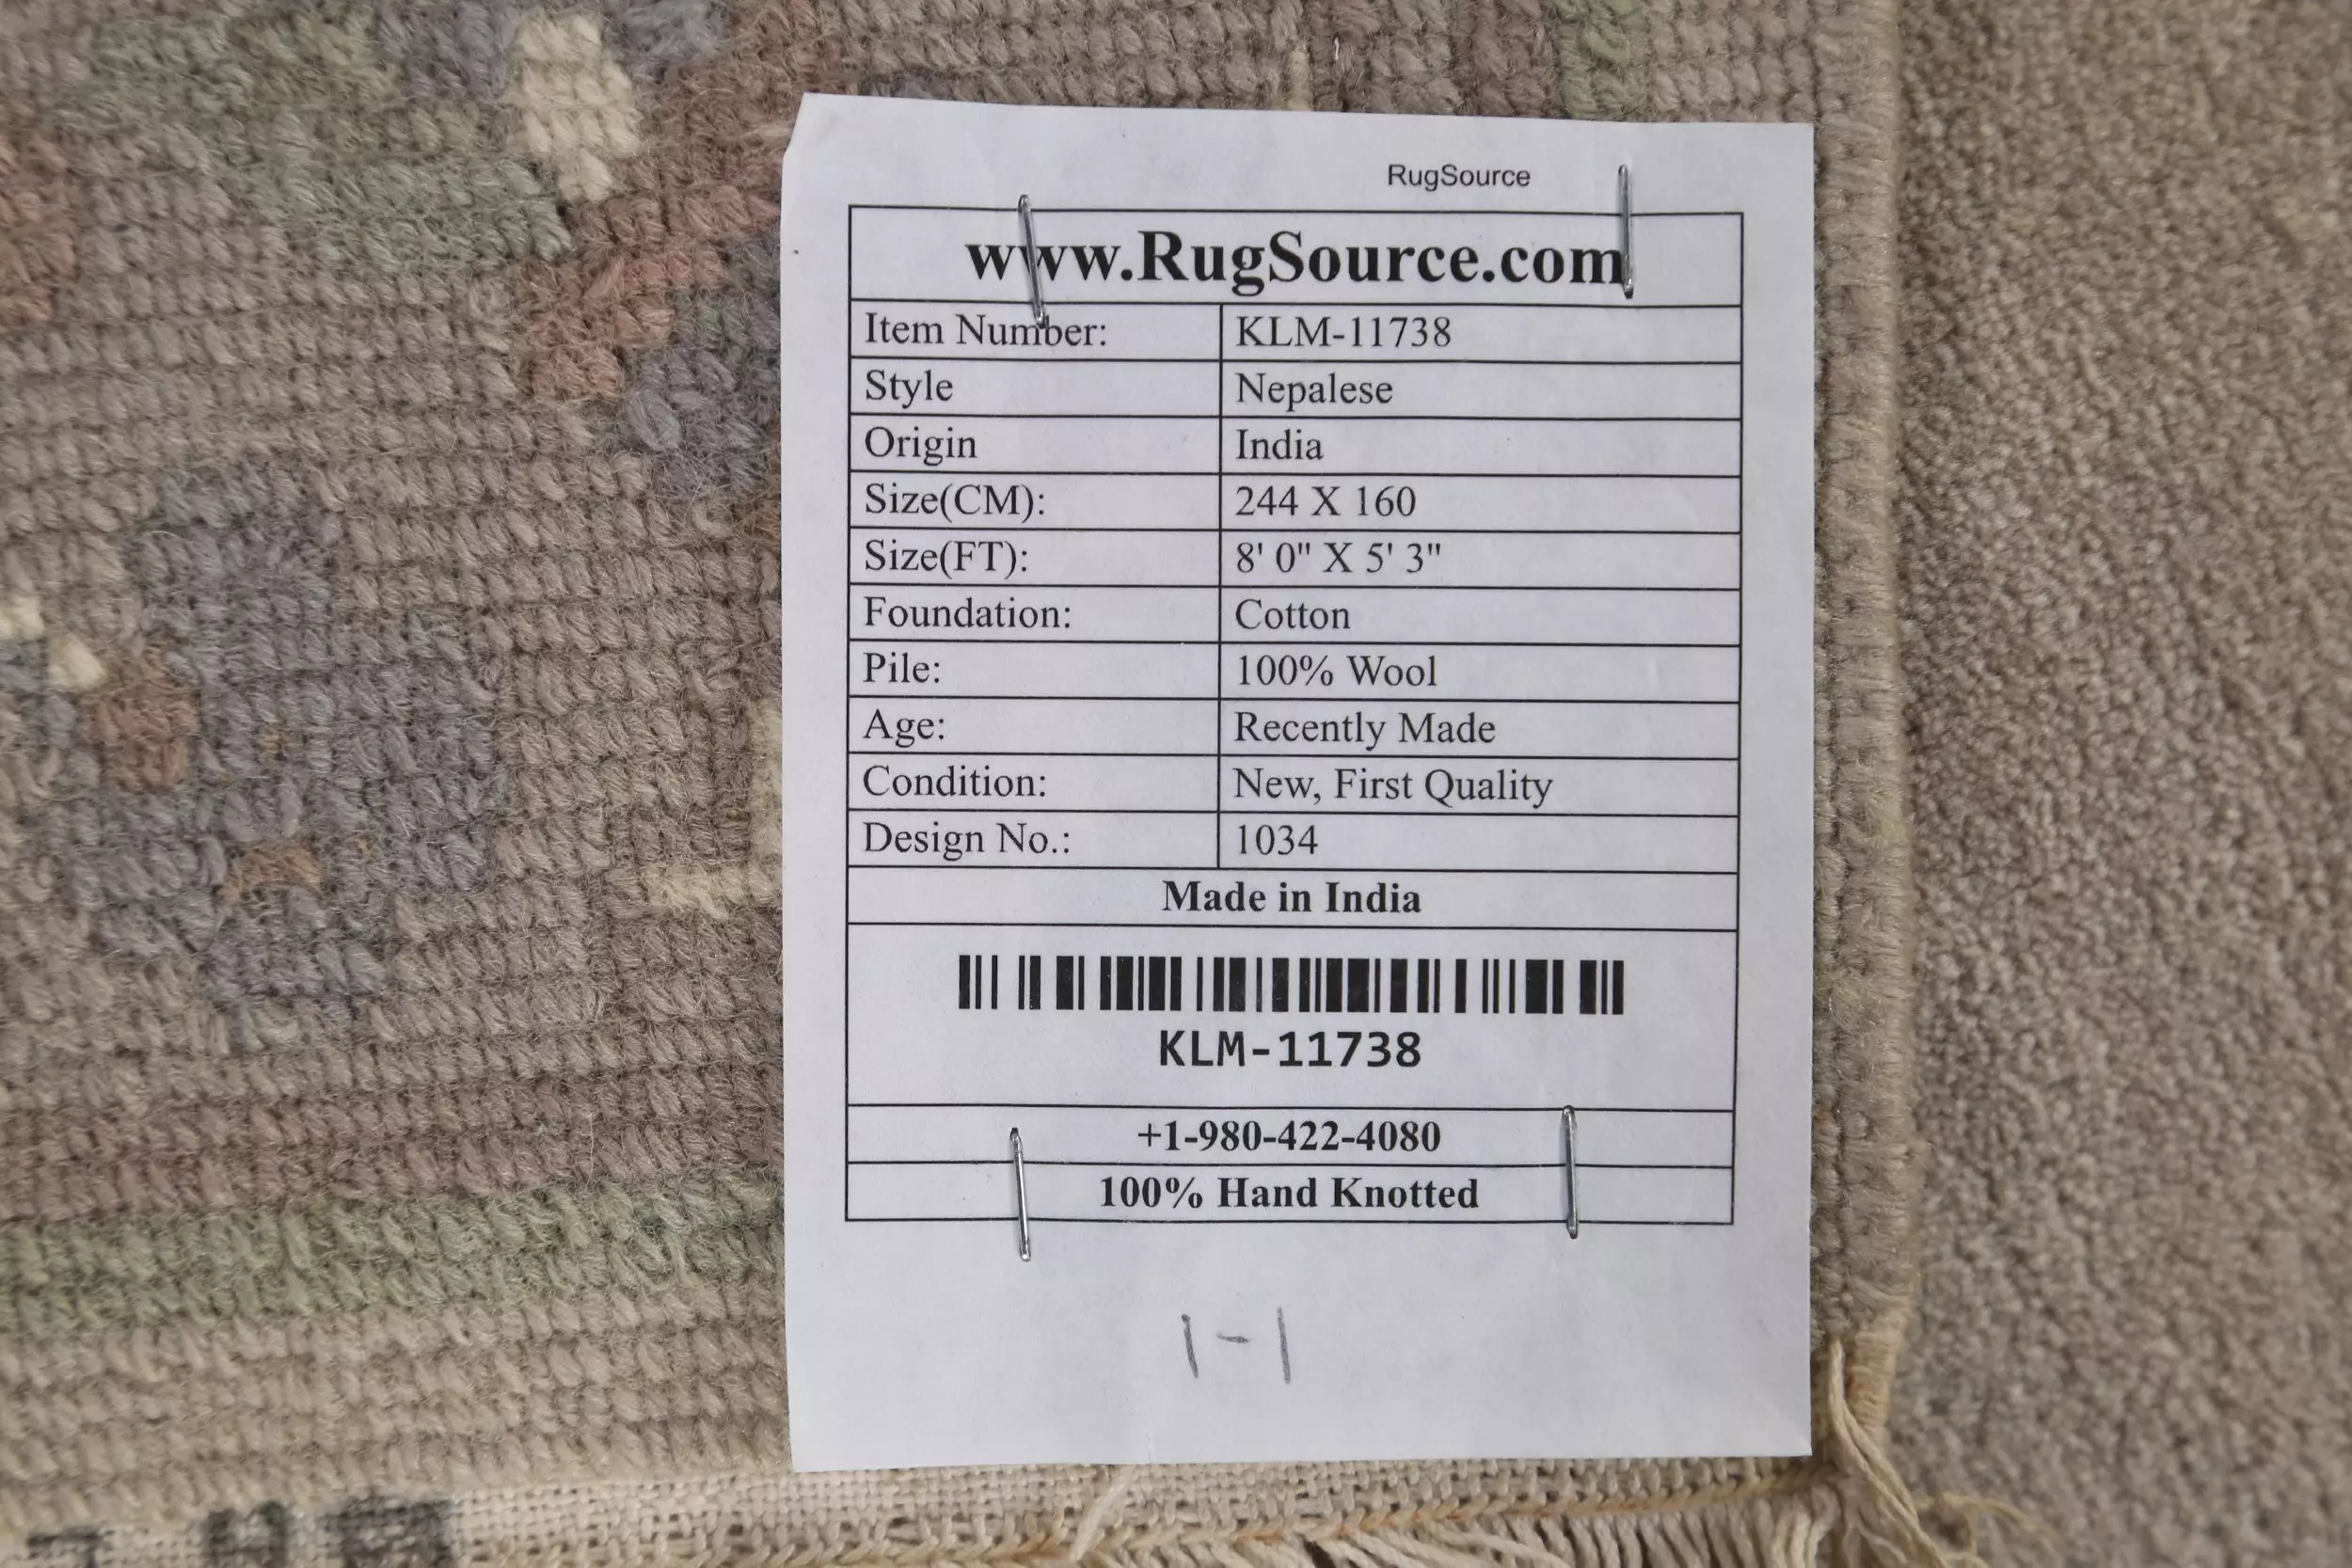 RugSource
www.RugSource.com
Item Number: KLM-11738
Style Nepalese
Origin India
Size(CM): 244 X 160
Size(FT): 8' 0" X 5' 3"
Foundation: Cotton
Pile: 100% Wool
Age: Recently Made
Condition: New, First Quality
Design No.: 1034
Made in India
KLM-11738
+1-980-422-4080
100% Hand Knotted
1-1